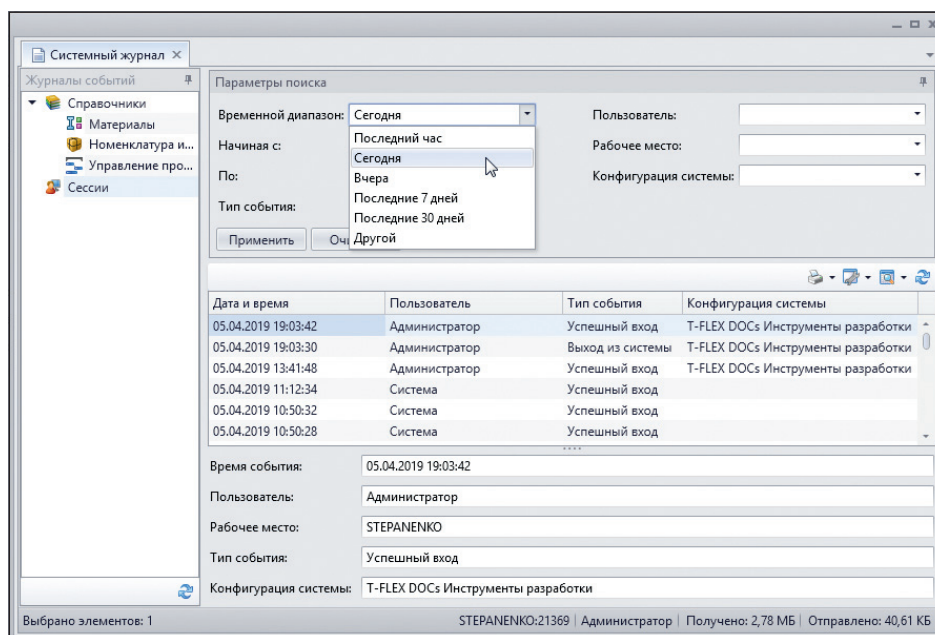 Системный журнал
Журналы событий
Справочники
Материалы
Номенклатура и...
Управление про...
Сессии
Параметры поиска
Временной диапазон: Сегодня
Пользователь:
Начиная с:
Рабочее место:
По:
Конфигурация системы:
Тип события:
Последний час
Сегодня
Вчера
Последние 7 дней
Последние 30 дней
Другой
Применить
Дата и время Пользователь Тип события Конфигурация системы
05.04.2019 19:03:42 Администратор Успешный вход T-FLEX DOCs Инструменты разработки
05.04.2019 19:03:30 Администратор Выход из системы T-FLEX DOCs Инструменты разработки
05.04.2019 13:41:48 Администратор Успешный вход T-FLEX DOCs Инструменты разработки
05.04.2019 11:12:34 Система Успешный вход
05.04.2019 10:50:32 Система Успешный вход
05.04.2019 10:50:28 Система Успешный вход
Время события: 05.04.2019 19:03:42
Пользователь: Администратор
Рабочее место: STEPANENKO
Тип события: Успешный вход
Конфигурация системы: T-FLEX DOCs Инструменты разработки
Выбрано элементов: 1 STEPANENKO:21369 Администратор Получено: 2,78 МБ Отправлено: 40,61 КБ